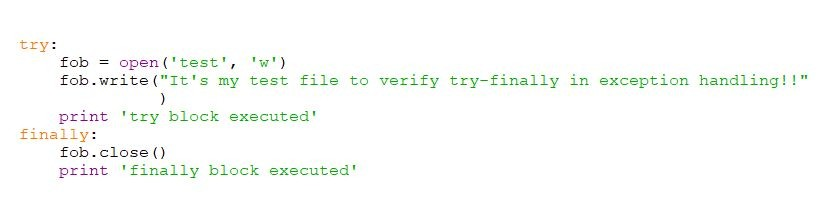 try:
    fob = open('test', 'w')
    fob.write("It's my test file to verify try-finally in exception handling!!"
              )
    print 'try block executed'
finally:
    fob.close()
    print 'finally block executed'